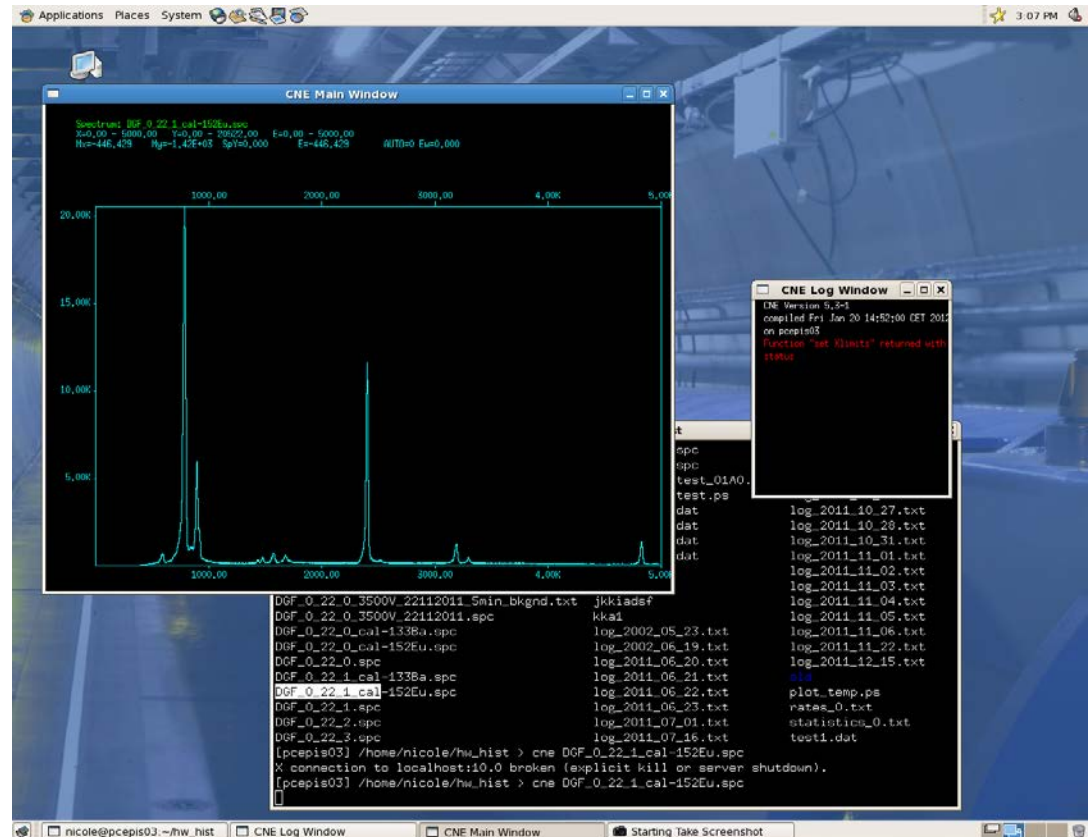 Applications Places System
3:07 PM
CNE Main Window
Spectrum: DGF_0_22_1_cal-152Eu.spc
X=0,00 - 5000,00 Y=0,00 - 20522,00 E=0,00 - 5000,00
Mx=-446,429 My=-1,42E+03 SpY=0,000 E=-446,429 AUTO=0 Ew=0,000
1000,00 2000,00 3000,00 4,00K 5,00K
20,00K
15,00K
10,00K
5,00K
1000,00 2000,00 3000,00 4,00K 5,00K
CNE Log Window
CNE Version 5.3-1
compiled Fri Jan 20 14:52:00 CET 2012
on pcepis03
Function "set Xlimits" returned with
status
t
spc
spc
test_01A0.
test.ps
dat log_2011_10_27.txt
dat log_2011_10_28.txt
dat log_2011_10_31.txt
dat log_2011_11_01.txt
log_2011_11_02.txt
log_2011_11_03.txt
DGF_0_22_0_3500V_22112011_5min_bkgnd.txt jkkiadsf log_2011_11_04.txt
DGF_0_22_0_3500V_22112011.spc kka1 log_2011_11_05.txt
DGF_0_22_0_cal-133Ba.spc log_2002_05_23.txt log_2011_11_06.txt
DGF_0_22_0_cal-152Eu.spc log_2002_06_19.txt log_2011_11_22.txt
DGF_0_22_0.spc log_2011_06_20.txt log_2011_12_15.txt
DGF_0_22_1_cal-133Ba.spc log_2011_06_21.txt old
DGF_0_22_1_cal-152Eu.spc log_2011_06_22.txt plot_temp.ps
DGF_0_22_1.spc log_2011_06_23.txt rates_0.txt
DGF_0_22_2.spc log_2011_07_01.txt statistics_0.txt
DGF_0_22_3.spc log_2011_07_16.txt test1.dat
[pcepis03] /home/nicole/hw_hist > cne DGF_0_22_1_cal-152Eu.spc
X connection to localhost:10.0 broken (explicit kill or server shutdown).
[pcepis03] /home/nicole/hw_hist > cne DGF_0_22_1_cal-152Eu.spc
nicole@pcepis03:~/hw_hist CNE Log Window CNE Main Window Starting Take Screenshot